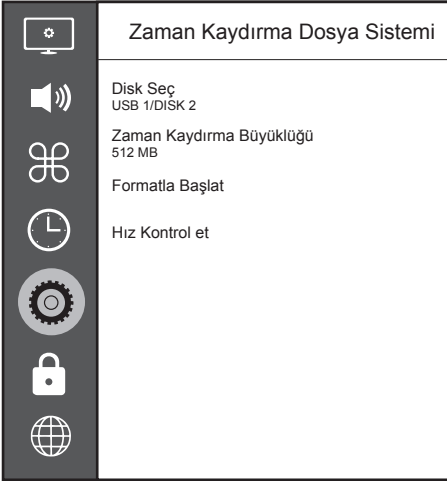 Zaman Kaydırma Dosya Sistemi
Disk Seç
USB 1/DISK 2
Zaman Kaydırma Büyüklüğü
512 MB
Formatla Başlat
Hız Kontrol et